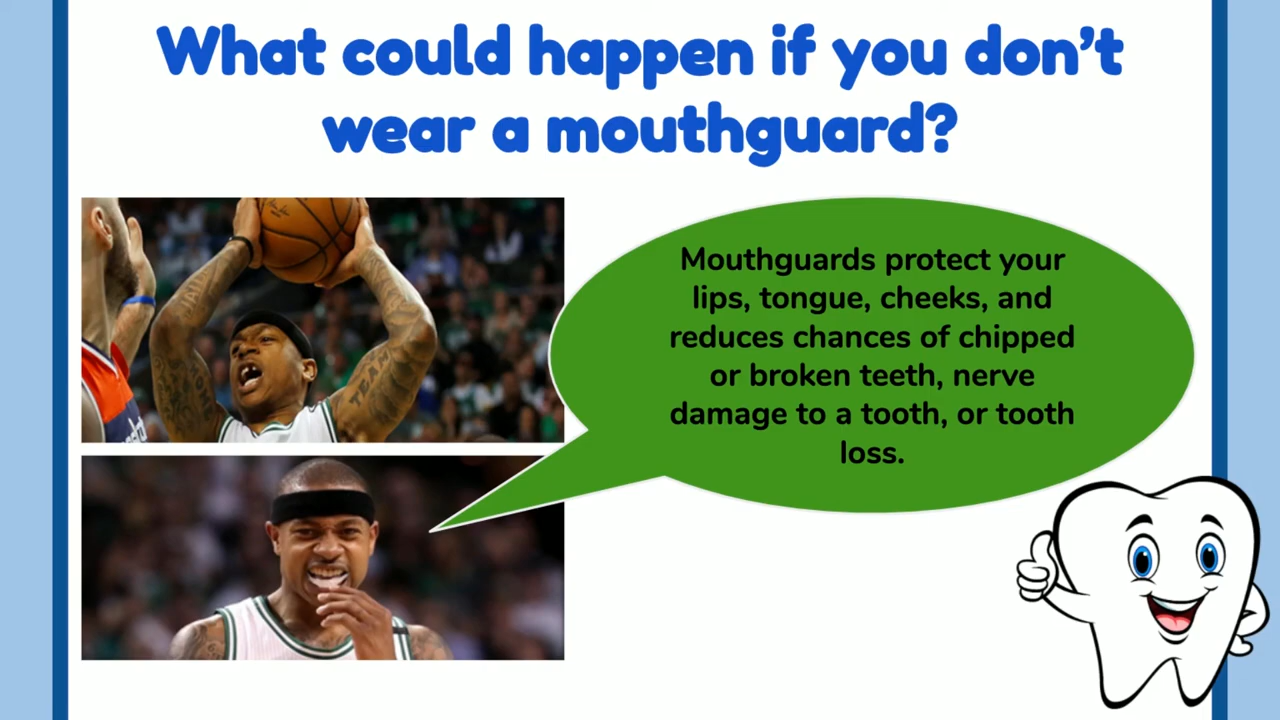 What could happen if you don’t
wear a mouthguard?
Mouthguards protect your
lips, tongue, cheeks, and
reduces chances of chipped
or broken teeth, nerve
damage to a tooth, or tooth
loss.
TEAM